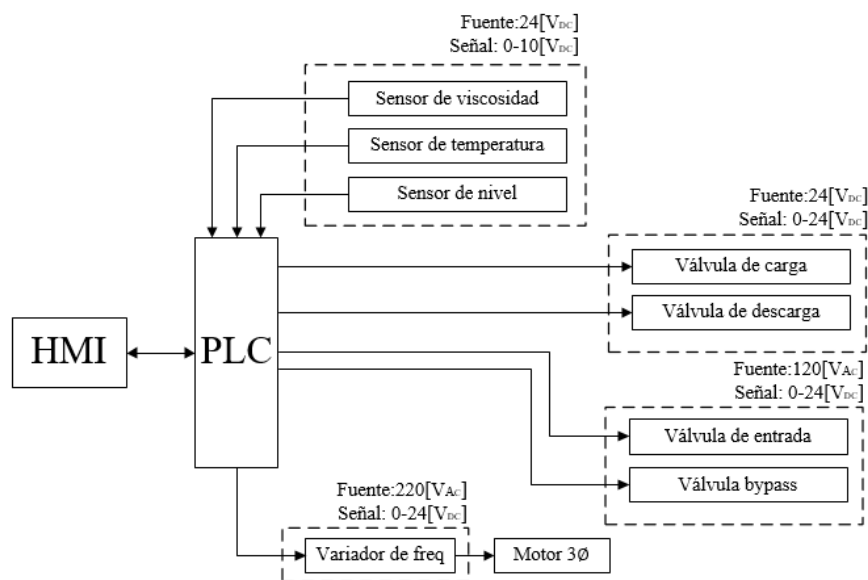 Fuente:24[VDC]
Señal: 0-10[VDC]
Sensor de viscosidad
Sensor de temperatura
Sensor de nivel
Fuente:24[VDC]
Señal: 0-24[VDC]
Válvula de carga
Válvula de descarga
HMI
PLC
Fuente:120[VAC]
Señal: 0-24[VDC]
Válvula de entrada
Válvula bypass
Fuente:220[VAC]
Señal: 0-24[VDC]
Variador de freq
Motor 3Ø